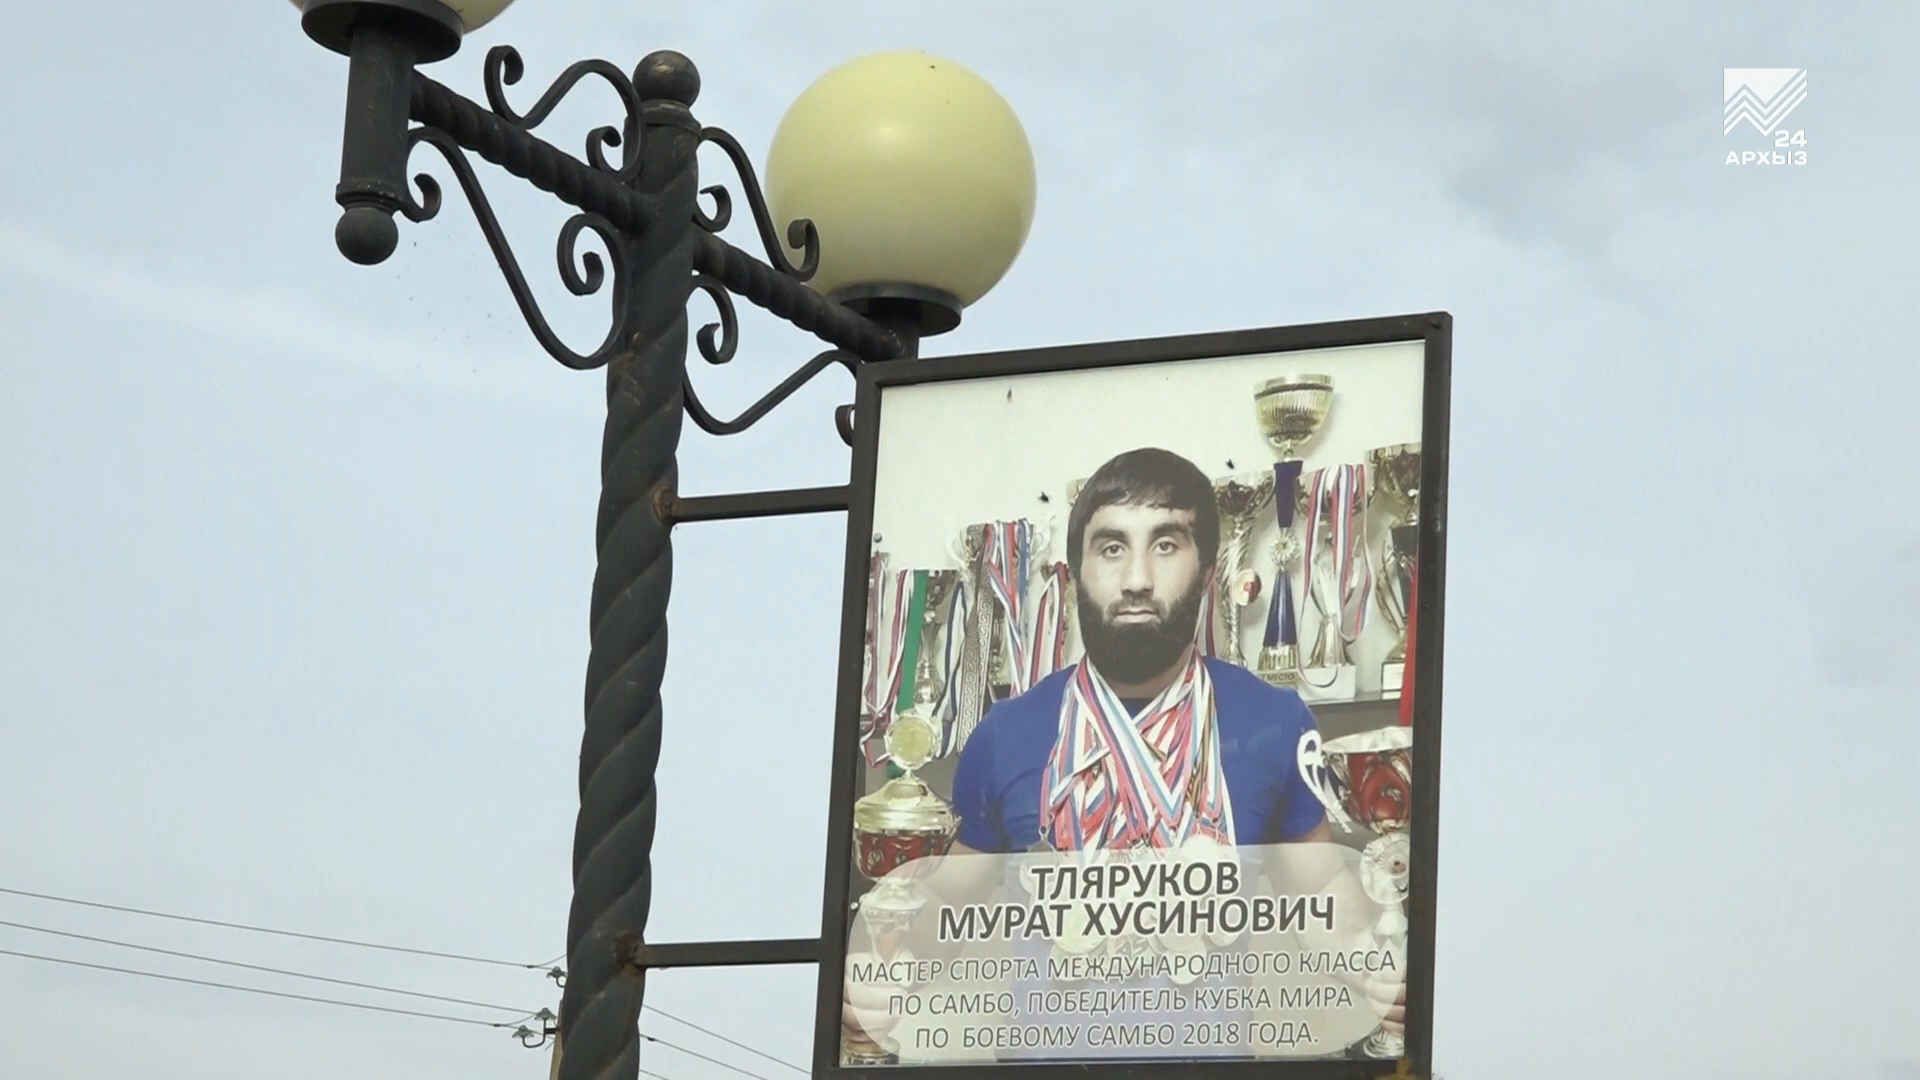 24
АРХЫЗ
МЕСТО
ТЛЯРУКОВ
МУРАТ ХУСИНОВИЧ
МАСТЕР СПОРТА МЕЖДУНАРОДНОГО КЛАССА
ПО САМБО, ПОБЕДИТЕЛЬ КУБКА МИРА
ПО БОЕВОМУ САМБО 2018 ГОДА.